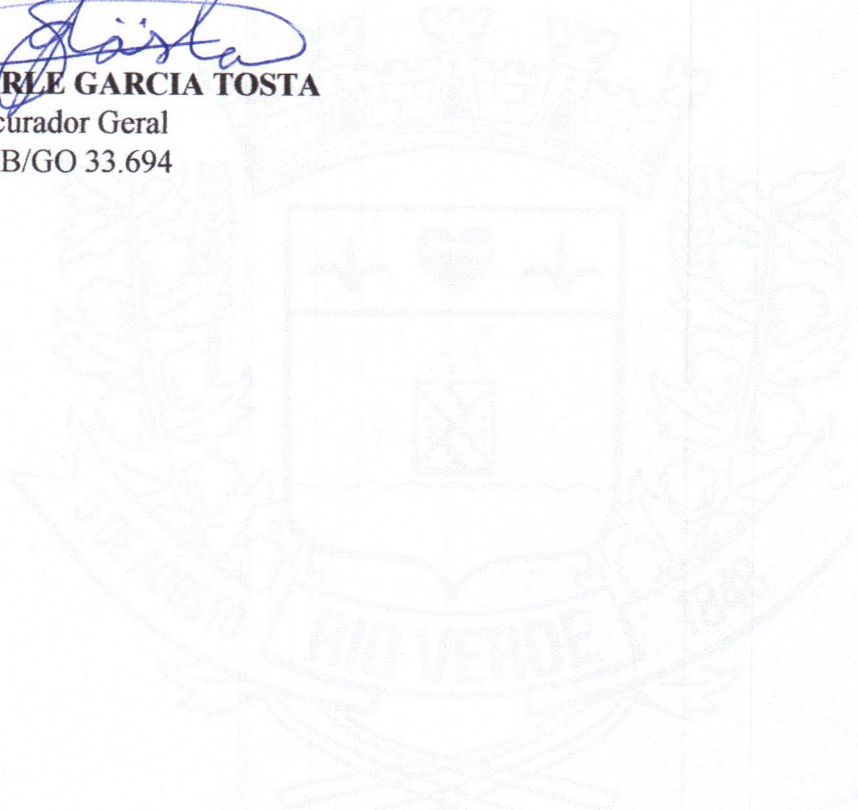 RLE GARCIA TOSTA
curador Geral
B/GO 33.694
5 DE AGOSTO
RIO VERDE